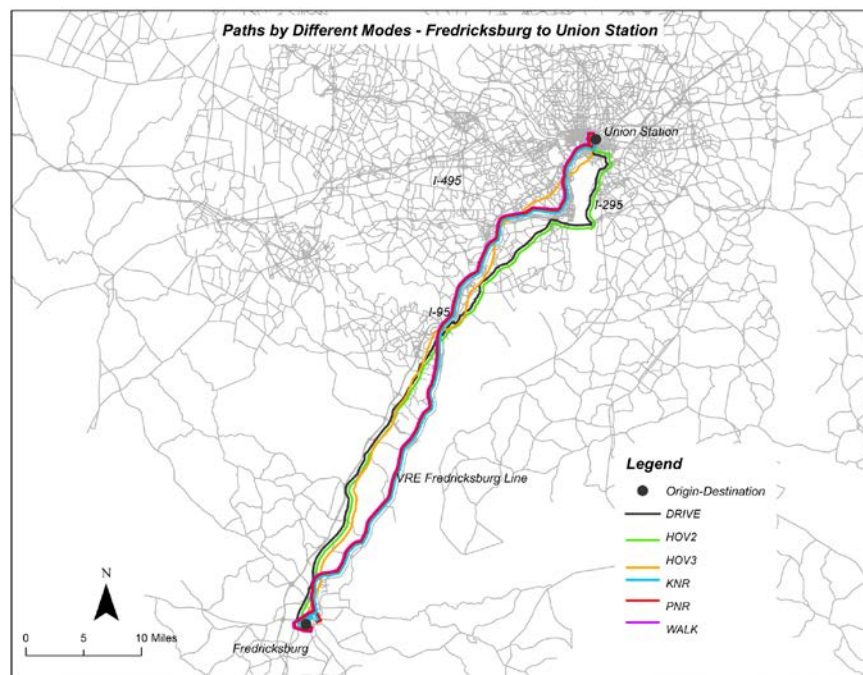 Paths by Different Modes - Fredricksburg to Union Station
Union Station
I-495
I-295
I-95
VRE Fredricksburg Line
Legend
Origin-Destination
DRIVE
HOV2
HOV3
KNR
PNR
WALK
N
0 5 10 Miles
Fredricksburg